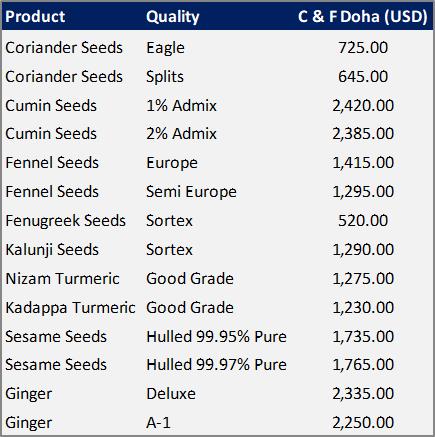 Product Quality C & F Doha (USD)
Coriander Seeds Eagle 725.00
Coriander Seeds Splits 645.00
Cumin Seeds 1% Admix 2,420.00
Cumin Seeds 2% Admix 2,385.00
Fennel Seeds Europe 1,415.00
Fennel Seeds Semi Europe 1,295.00
Fenugreek Seeds Sortex 520.00
Kalunji Seeds Sortex 1,290.00
Nizam Turmeric Good Grade 1,275.00
Kadappa Turmeric Good Grade 1,230.00
Sesame Seeds Hulled 99.95% Pure 1,735.00
Sesame Seeds Hulled 99.97% Pure 1,765.00
Ginger Deluxe 2,335.00
Ginger A-1 2,250.00